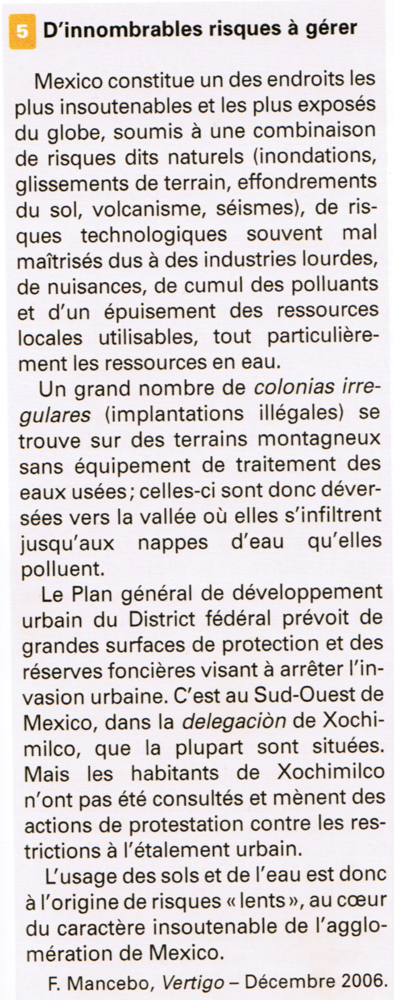 5 D'innombrables risques à gérer
Mexico constitue un des endroits les
plus insoutenables et les plus exposés
du globe, soumis à une combinaison
de risques dits naturels (inondations,
glissements de terrain, effondrements
du sol, volcanisme, séismes), de ris-
ques technologiques souvent mal
maîtrisés dus à des industries lourdes,
de nuisances, de cumul des polluants
et d'un épuisement des ressources
locales utilisables, tout particulière-
ment les ressources en eau.
Un grand nombre de colonias irre-
gulares (implantations illégales) se
trouve sur des terrains montagneux
sans équipement de traitement des
eaux usées ; celles-ci sont donc déver-
sées vers la vallée où elles s'infiltrent
jusqu'aux nappes d'eau qu'elles
polluent.
Le Plan général de développement
urbain du District fédéral prévoit de
grandes surfaces de protection et des
réserves foncières visant à arrêter l'in-
vasion urbaine. C'est au Sud-Ouest de
Mexico, dans la delegaciòn de Xochi-
milco, que la plupart sont situées.
Mais les habitants de Xochimilco
n'ont pas été consultés et mènent des
actions de protestation contre les res-
trictions à l'étalement urbain.
L'usage des sols et de l'eau est donc
à l'origine de risques « lents », au cœur
du caractère insoutenable de l'agglo-
mération de Mexico.
F. Mancebo, Vertigo – Décembre 2006.